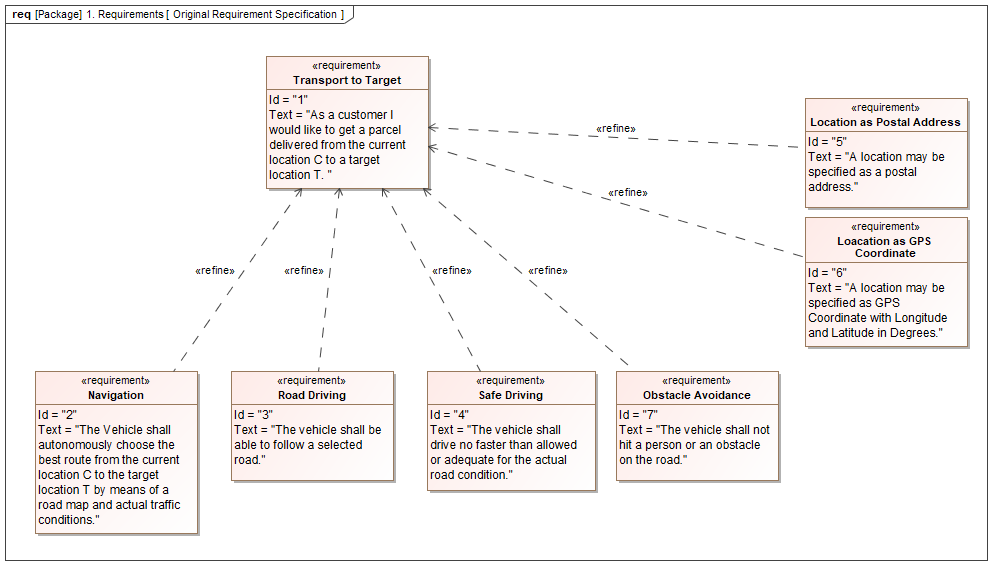 req [Package] 1. Requirements [ Original Requirement Specification ]
«requirement»
Transport to Target
Id = "1"
Text = "As a customer I
would like to get a parcel
delivered from the current
location C to a target
location T. "
«requirement»
Location as Postal Address
Id = "5"
Text = "A location may be
specified as a postal
address."
«refine»
«refine»
«requirement»
Loacation as GPS
Coordinate
Id = "6"
Text = "A location may be
specified as GPS
Coordinate with Longitude
and Latitude in Degrees."
«refine»
«refine»
«refine»
«refine»
«requirement»
Navigation
Id = "2"
Text = "The Vehicle shall
autonomously choose the
best route from the current
location C to the target
location T by means of a
road map and actual traffic
conditions."
«requirement»
Road Driving
Id = "3"
Text = "The vehicle shall be
able to follow a selected
road."
«requirement»
Safe Driving
Id = "4"
Text = "The vehicle shall
drive no faster than allowed
or adequate for the actual
road condition."
«requirement»
Obstacle Avoidance
Id = "7"
Text = "The vehicle shall not
hit a person or an obstacle
on the road."